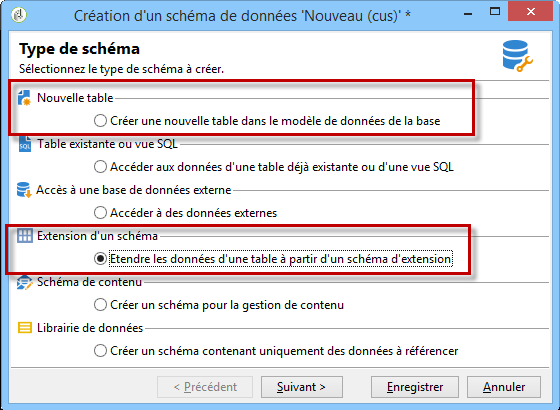 Création d'un schéma de données 'Nouveau (cus)' *
Type de schéma
Sélectionnez le type de schéma à créer.
Nouvelle table
Créer une nouvelle table dans le modèle de données de la base
Table existante ou vue SQL
Accéder aux données d'une table déjà existante ou d'une vue SQL
Accès à une base de données externe
Accéder à des données externes
Extension d'un schéma
Etendre les données d'une table à partir d'un schéma d'extension
Schéma de contenu
Créer un schéma pour la gestion de contenu
Librairie de données
Créer un schéma contenant uniquement des données à référencer
< Précédent Suivant > Enregistrer Annuler